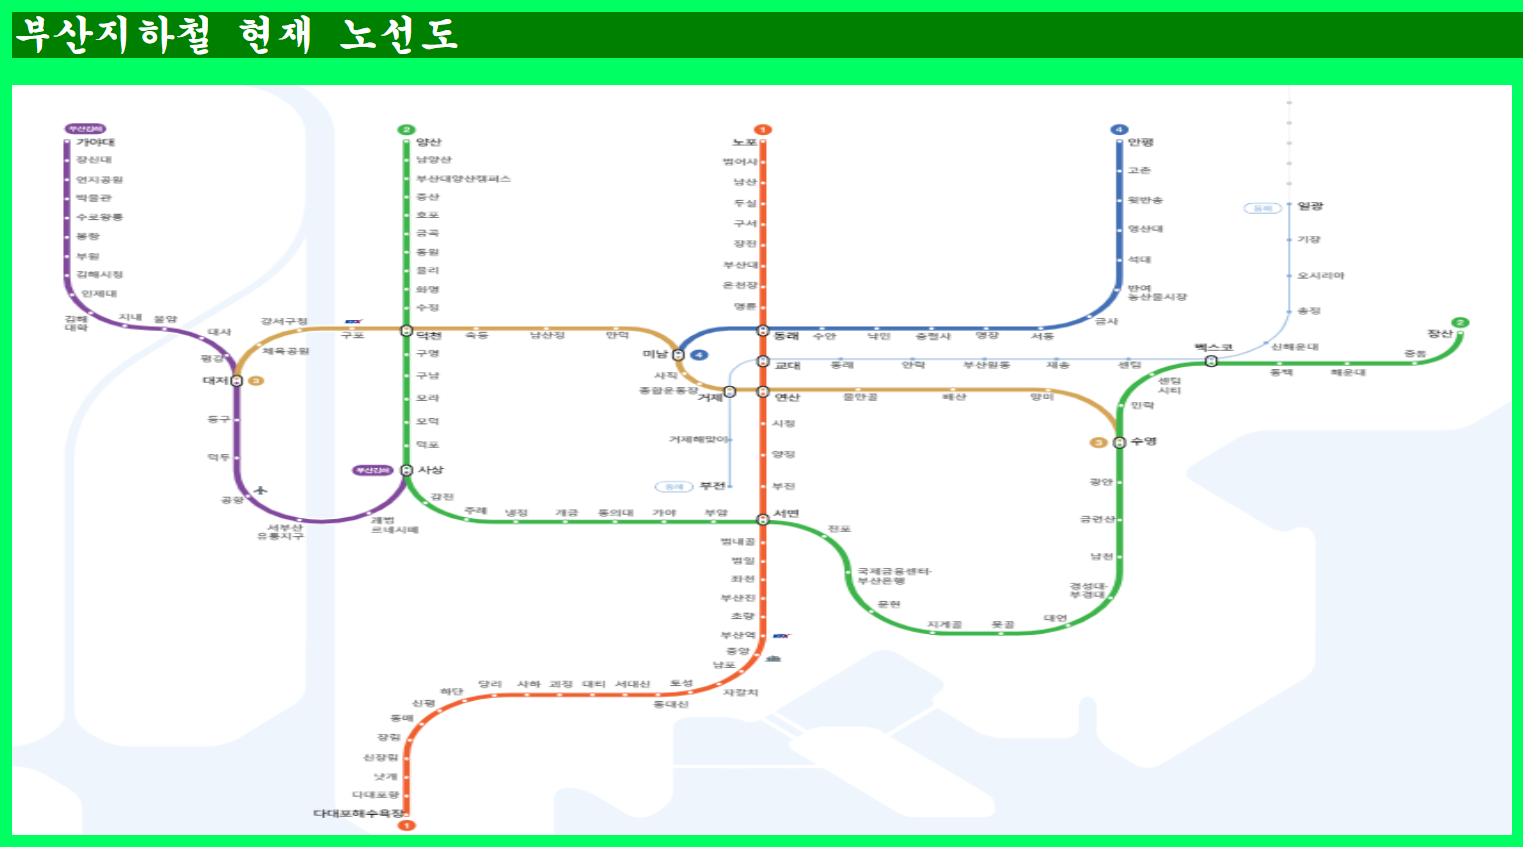 부산지하철 현재 노선도
부산김해
가야대
장신대
연지공원
박물관
수로왕릉
봉황
부원
김해시청
인제대
김해
대학
지내
불암
대사
평강
대저
3
등구
덕두
공항
서부산
유통지구
괘법
르네시떼
부산김해
사상
2
양산
남양산
부산대양산캠퍼스
증산
호포
금곡
동원
율리
화명
수정
덕천
구명
구남
모라
모덕
덕포
강서구청
체육공원
구포
숙등
남산정
만덕
미남
4
사직
종합운동장
거제
연산
물만골
배산
망미
3
수영
1
노포
범어사
남산
두실
구서
장전
부산대
온천장
명륜
동래
교대
시청
양정
부전
서면
범내골
범일
좌천
부산진
초량
부산역
중앙
남포
자갈치
토성
동대신
서대신
대티
괴정
사하
당리
하단
신평
동매
장림
신장림
낫개
다대포항
다대포해수욕장
1
4
안평
고촌
윗반송
영산대
석대
반여
농산물시장
금사
서동
명장
충렬사
낙민
수안
동해
일광
기장
오시리아
송정
신해운대
벡스코
센텀
재송
부산원동
안락
동래
거제해맞이
부전
동해
감전
주례
냉정
개금
동의대
가야
부암
전포
국제금융센터·
부산은행
문현
지게골
못골
대연
경성대·
부경대
남천
금련산
광안
민락
센텀
시티
동백
해운대
중동
장산
2